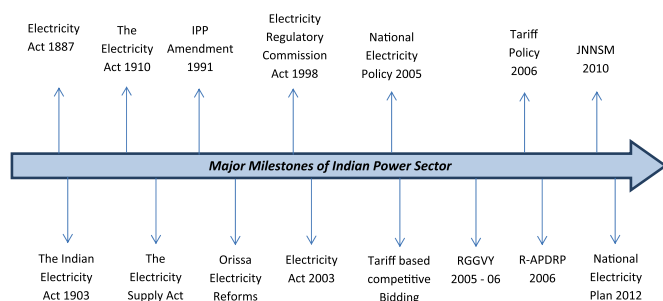 Electricity
Act 1887
The
Electricity
Act 1910
IPP
Amendment
1991
Electricity
Regulatory
Commission
Act 1998
National
Electricity
Policy 2005
Tariff
Policy
2006
JNNSM
2010
Major Milestones of Indian Power Sector
The Indian
Electricity
Act 1903
The
Electricity
Supply Act
Orissa
Electricity
Reforms
Electricity
Act 2003
Tariff based
competitive
Bidding
RGGVY
2005 - 06
R-APDRP
2006
National
Electricity
Plan 2012